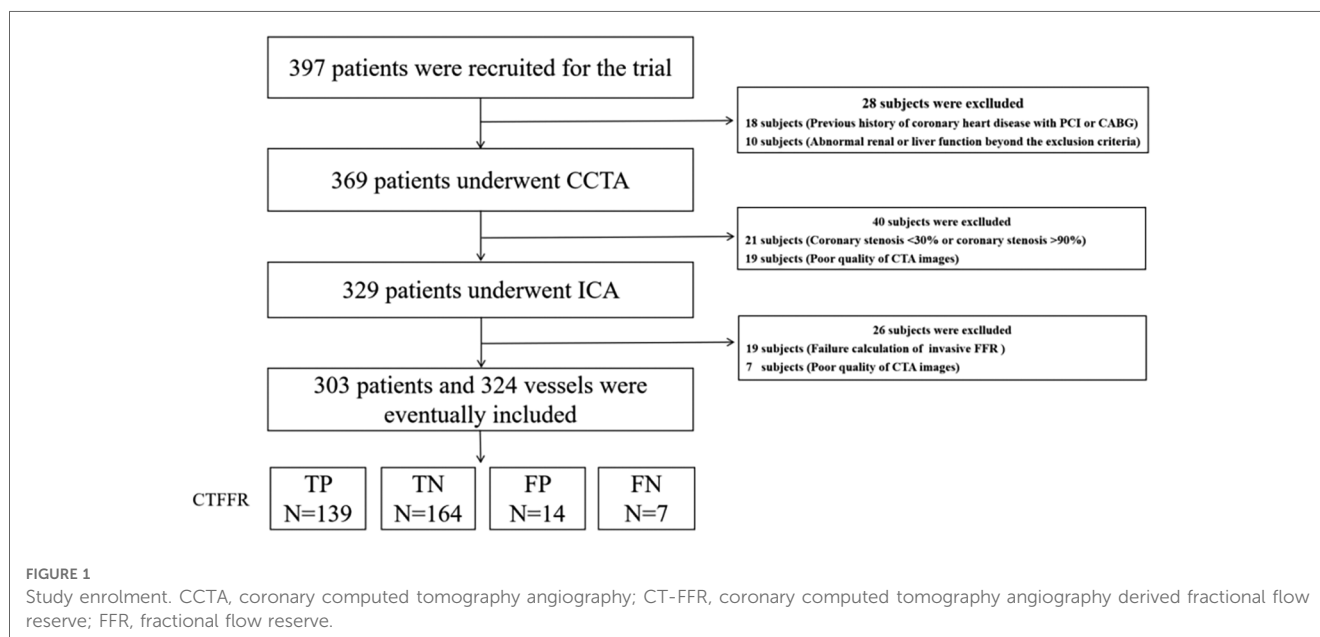 397 patients were recruited for the trial
28 subjects were exclluded
18 subjects (Previous history of coronary heart disease with PCI or CABG)
10 subjects (Abnormal renal or liver function beyond the exclusion criteria)
369 patients underwent CCTA
40 subjects were exclluded
21 subjects (Coronary stenosis <30% or coronary stenosis >90%)
19 subjects (Poor quality of CTA images)
329 patients underwent ICA
26 subjects were exclluded
19 subjects (Failure calculation of invasive FFR )
7 subjects (Poor quality of CTA images)
303 patients and 324 vessels were
eventually included
CTFFR
TP
N=139
TN
N=164
FP
N=14
FN
N=7
FIGURE 1
Study enrolment. CCTA, coronary computed tomography angiography; CT-FFR, coronary computed tomography angiography derived fractional flow
reserve; FFR, fractional flow reserve.